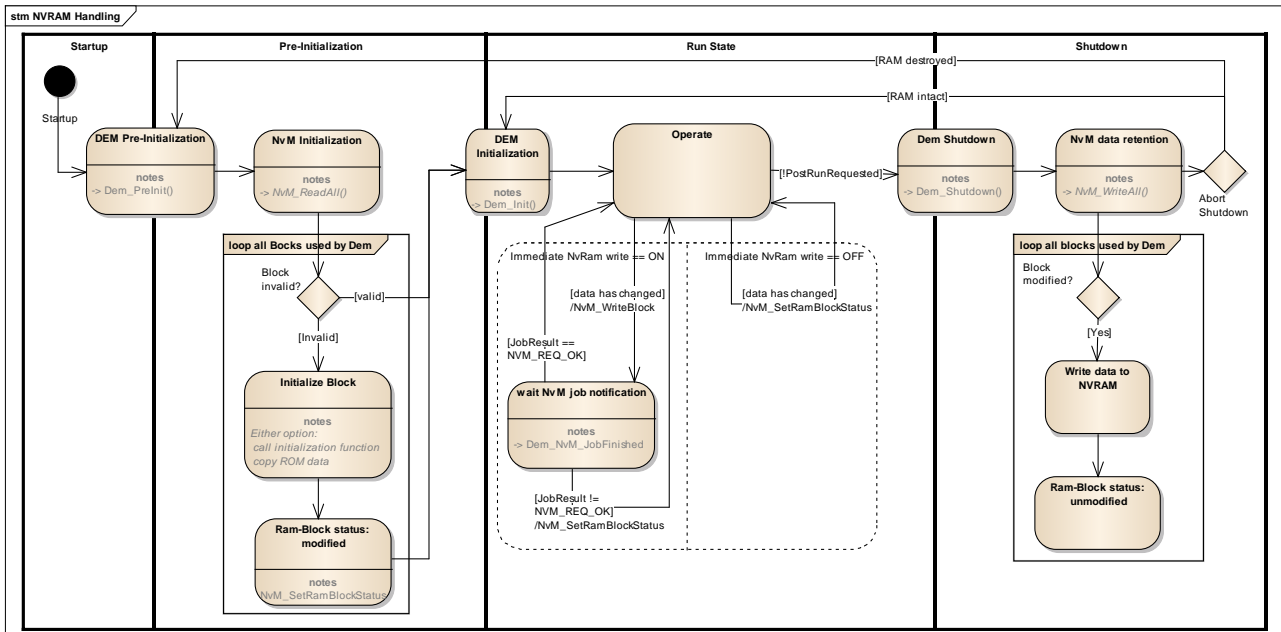 stm NVRAM Handling
Startup
Pre-Initialization
Run State
Shutdown
[RAM destroyed]
[RAM intact]
Startup
DEM Pre-Initialization
notes
-> Dem_PreInit()
NvM Initialization
notes
-> NvM_ReadAll()
DEM
Initialization
notes
-> Dem_Init()
Operate
[!PostRunRequested]
Dem Shutdown
notes
-> Dem_Shutdown()
NvM data retention
notes
-> NvM_WriteAll()
Abort
Shutdown
loop all Bocks used by Dem
Block
invalid?
[valid]
[Invalid]
Initialize Block
notes
Either option:
call initialization function
copy ROM data
Ram-Block status:
modified
notes
NvM_SetRamBlockStatus
Immediate NvRam write == ON
Immediate NvRam write == OFF
[data has changed]
/NvM_WriteBlock
[data has changed]
/NvM_SetRamBlockStatus
[JobResult ==
NVM_REQ_OK]
wait NvM job notification
notes
-> Dem_NvM_JobFinished
[JobResult !=
NVM_REQ_OK]
/NvM_SetRamBlockStatus
loop all blocks used by Dem
Block
modified?
[Yes]
Write data to
NVRAM
Ram-Block status:
unmodified